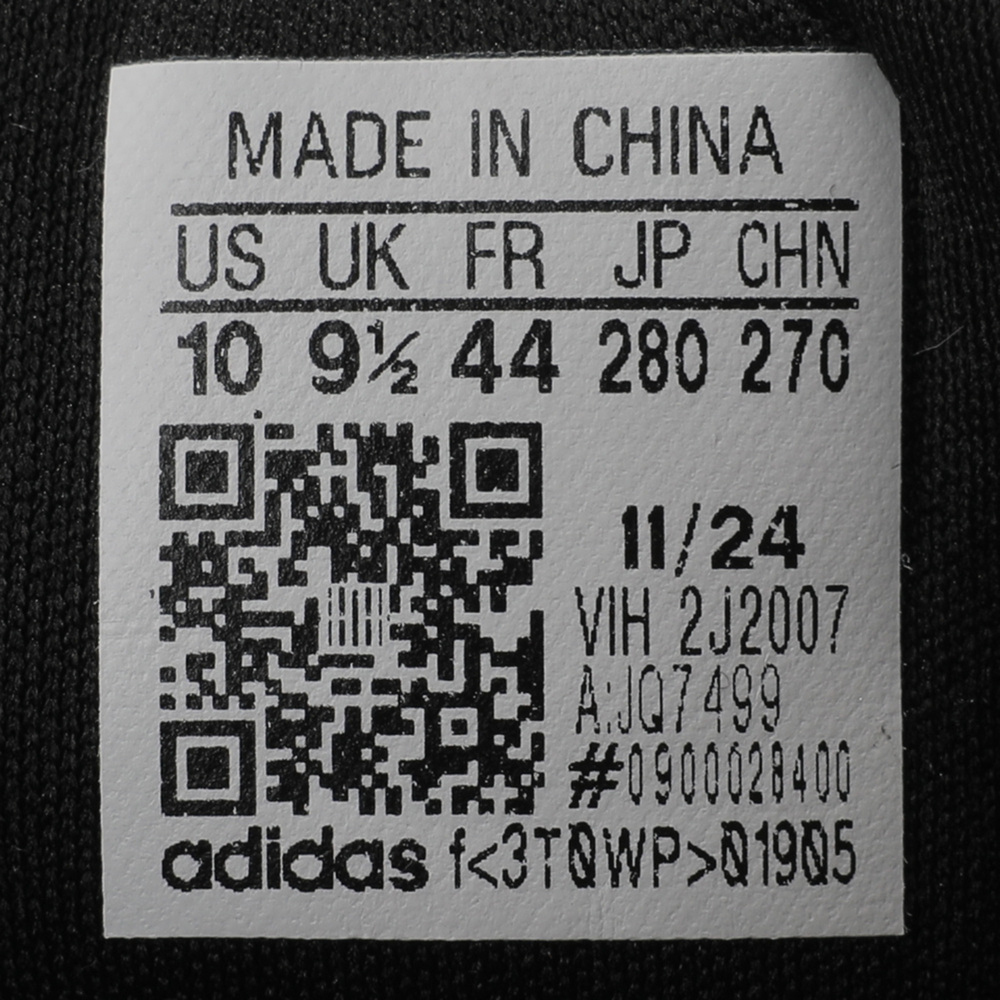 MADE IN CHINA
US UK FR JP CHN
10 9½ 44 280 270
11/24
VIH 2J2007
A:JQ7499
#0900028400
adidas f<3T0WP>01905